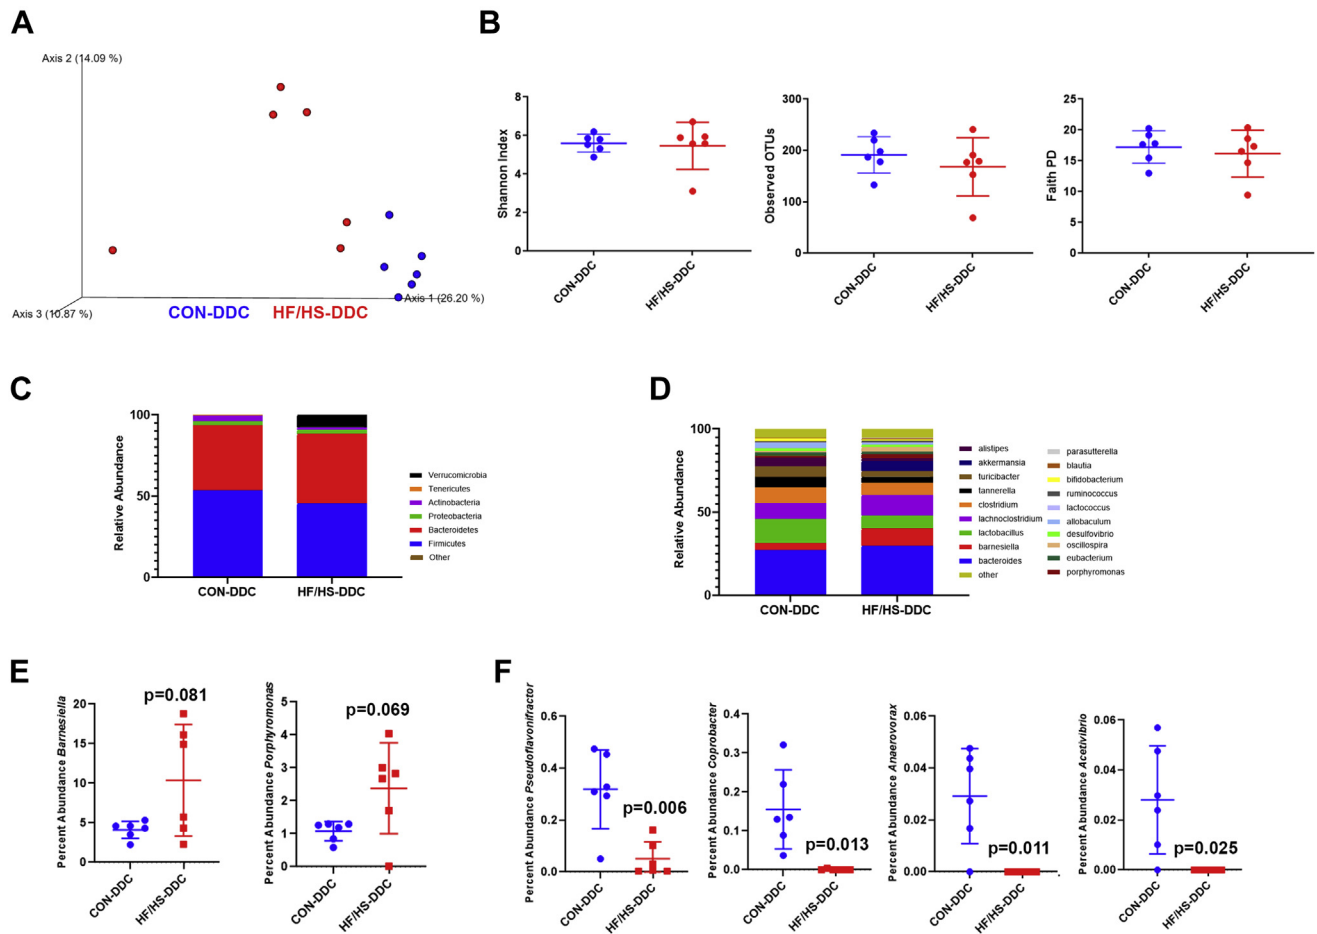 A
Axis 2 (14.09 %)
Axis 1 (26.20 %)
Axis 3 (10.87 %)
CON-DDC HF/HS-DDC
B
Shannon Index
8
6
4
2
0
CON-DDC
HF/HS-DDC
Observed OTUs
300
200
100
0
CON-DDC
HF/HS-DDC
Faith PD
25
20
15
10
5
0
CON-DDC
HF/HS-DDC
C
Relative Abundance
100
50
0
CON-DDC
HF/HS-DDC
Verrucomicrobia
Tenericutes
Actinobacteria
Proteobacteria
Bacteroidetes
Firmicutes
Other
D
Relative Abundance
100
50
0
CON-DDC
HF/HS-DDC
alistipes
akkermansia
turicibacter
tannerella
clostridium
lachnoclostridium
lactobacillus
barnesiella
bacteroides
other
parasutterella
blautia
bifidobacterium
ruminococcus
lactococcus
allobaculum
desulfovibrio
oscillospira
eubacterium
porphyromonas
E
Percent Abundance Barnesiella
20
15
10
5
0
p=0.081
CON-DDC
HF/HS-DDC
Percent Abundance Porphyromonas
5
4
3
2
1
0
p=0.069
CON-DDC
HF/HS-DDC
F
Percent Abundance Pseudoflavonifractor
0.6
0.4
0.2
0.0
p=0.006
CON-DDC
HF/HS-DDC
Percent Abundance Coprobacter
0.4
0.3
0.2
0.1
0.0
p=0.013
CON-DDC
HF/HS-DDC
Percent Abundance Anaerovorax
0.06
0.04
0.02
0.00
p=0.011
CON-DDC
HF/HS-DDC
Percent Abundance Acetivibrio
0.06
0.04
0.02
0.00
p=0.025
CON-DDC
HF/HS-DDC